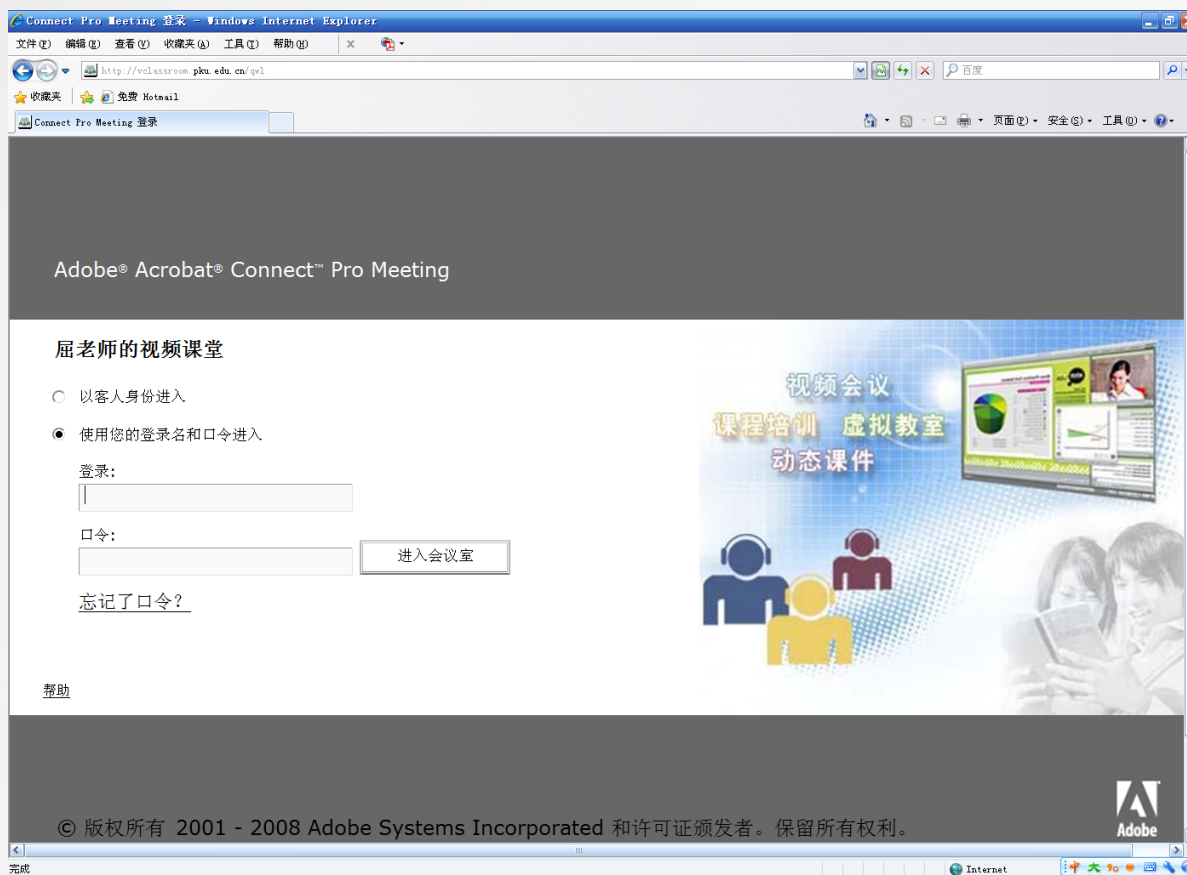 Connect Pro Meeting 登录 - Windows Internet Explorer
文件(F) 编辑(E) 查看(V) 收藏夹(A) 工具(T) 帮助(H) x
http://vclassroom.pku.edu.cn/qwl 百度
收藏夹 免费 Hotmail
Connect Pro Meeting 登录 页面(P) 安全(S) 工具(O)
Adobe® Acrobat® Connect™ Pro Meeting
屈老师的视频课堂
以客人身份进入
使用您的登录名和口令进入
登录:
口令:
进入会议室
忘记了口令？
帮助
视频会议
课程培训 虚拟教室
动态课件
© 版权所有 2001 - 2008 Adobe Systems Incorporated 和许可证颁发者。保留所有权利。
Adobe
完成 Internet